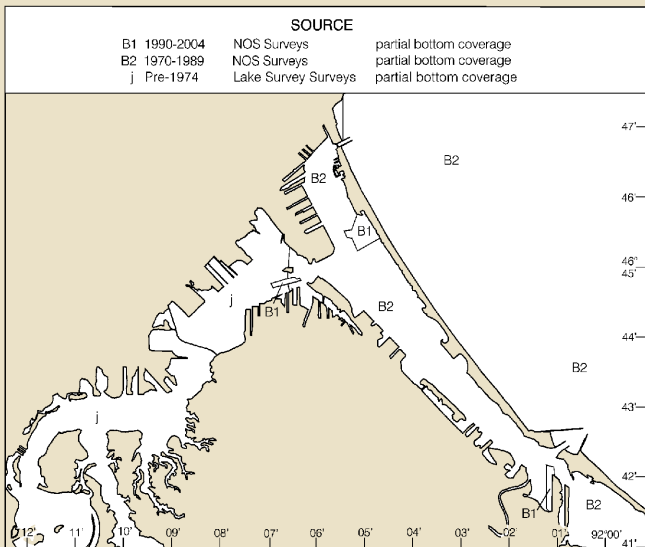 SOURCE
B1 1990-2004 NOS Surveys partial bottom coverage
B2 1970-1989 NOS Surveys partial bottom coverage
j Pre-1974 Lake Survey Surveys partial bottom coverage
47'
B2
B2
46'
B1
46°
45'
j
B1
B2
44'
B2
43'
j
42'
B1
B2
12' 11' 10' 09' 08' 07' 06' 05' 04' 03' 02' 01' 92°00'
41'